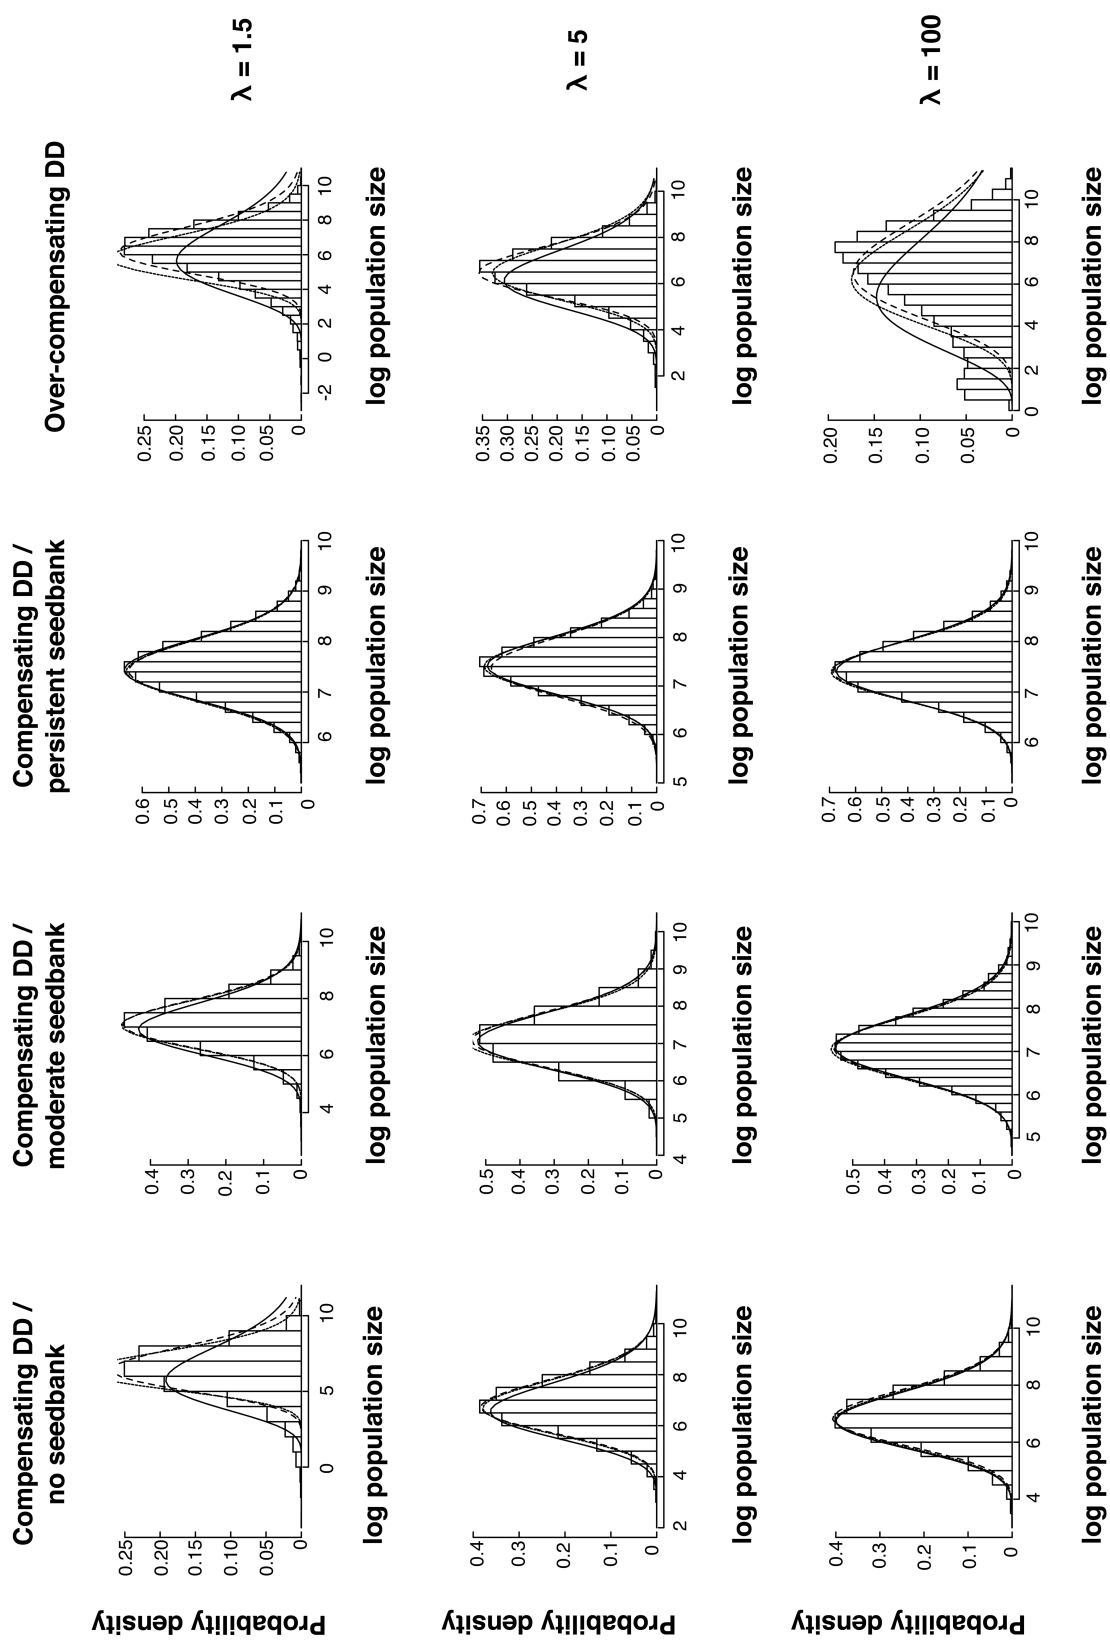 Compensating DD /
no seedbank
Compensating DD /
moderate seedbank
Compensating DD /
persistent seedbank
Over-compensating DD
Probability density
0.25
0.20
0.15
0.10
0.05
0
0 5 10
log population size
0.4
0.3
0.2
0.1
0
4 6 8 10
log population size
0.6
0.5
0.4
0.3
0.2
0.1
0
6 7 8 9 10
log population size
0.25
0.20
0.15
0.10
0.05
0
-2 0 2 4 6 8 10
log population size
λ = 1.5
Probability density
0.4
0.3
0.2
0.1
0
2 4 6 8 10
log population size
0.5
0.4
0.3
0.2
0.1
0
4 5 6 7 8 9 10
log population size
0.7
0.6
0.5
0.4
0.3
0.2
0.1
0
5 6 7 8 9 10
log population size
0.35
0.30
0.25
0.20
0.15
0.10
0.05
0
2 4 6 8 10
log population size
λ = 5
Probability density
0.4
0.3
0.2
0.1
0
4 6 8 10
log population size
0.5
0.4
0.3
0.2
0.1
0
5 6 7 8 9 10
log population size
0.7
0.6
0.5
0.4
0.3
0.2
0.1
0
6 7 8 9 10
log population size
0.20
0.15
0.10
0.05
0
0 2 4 6 8 10
log population size
λ = 100